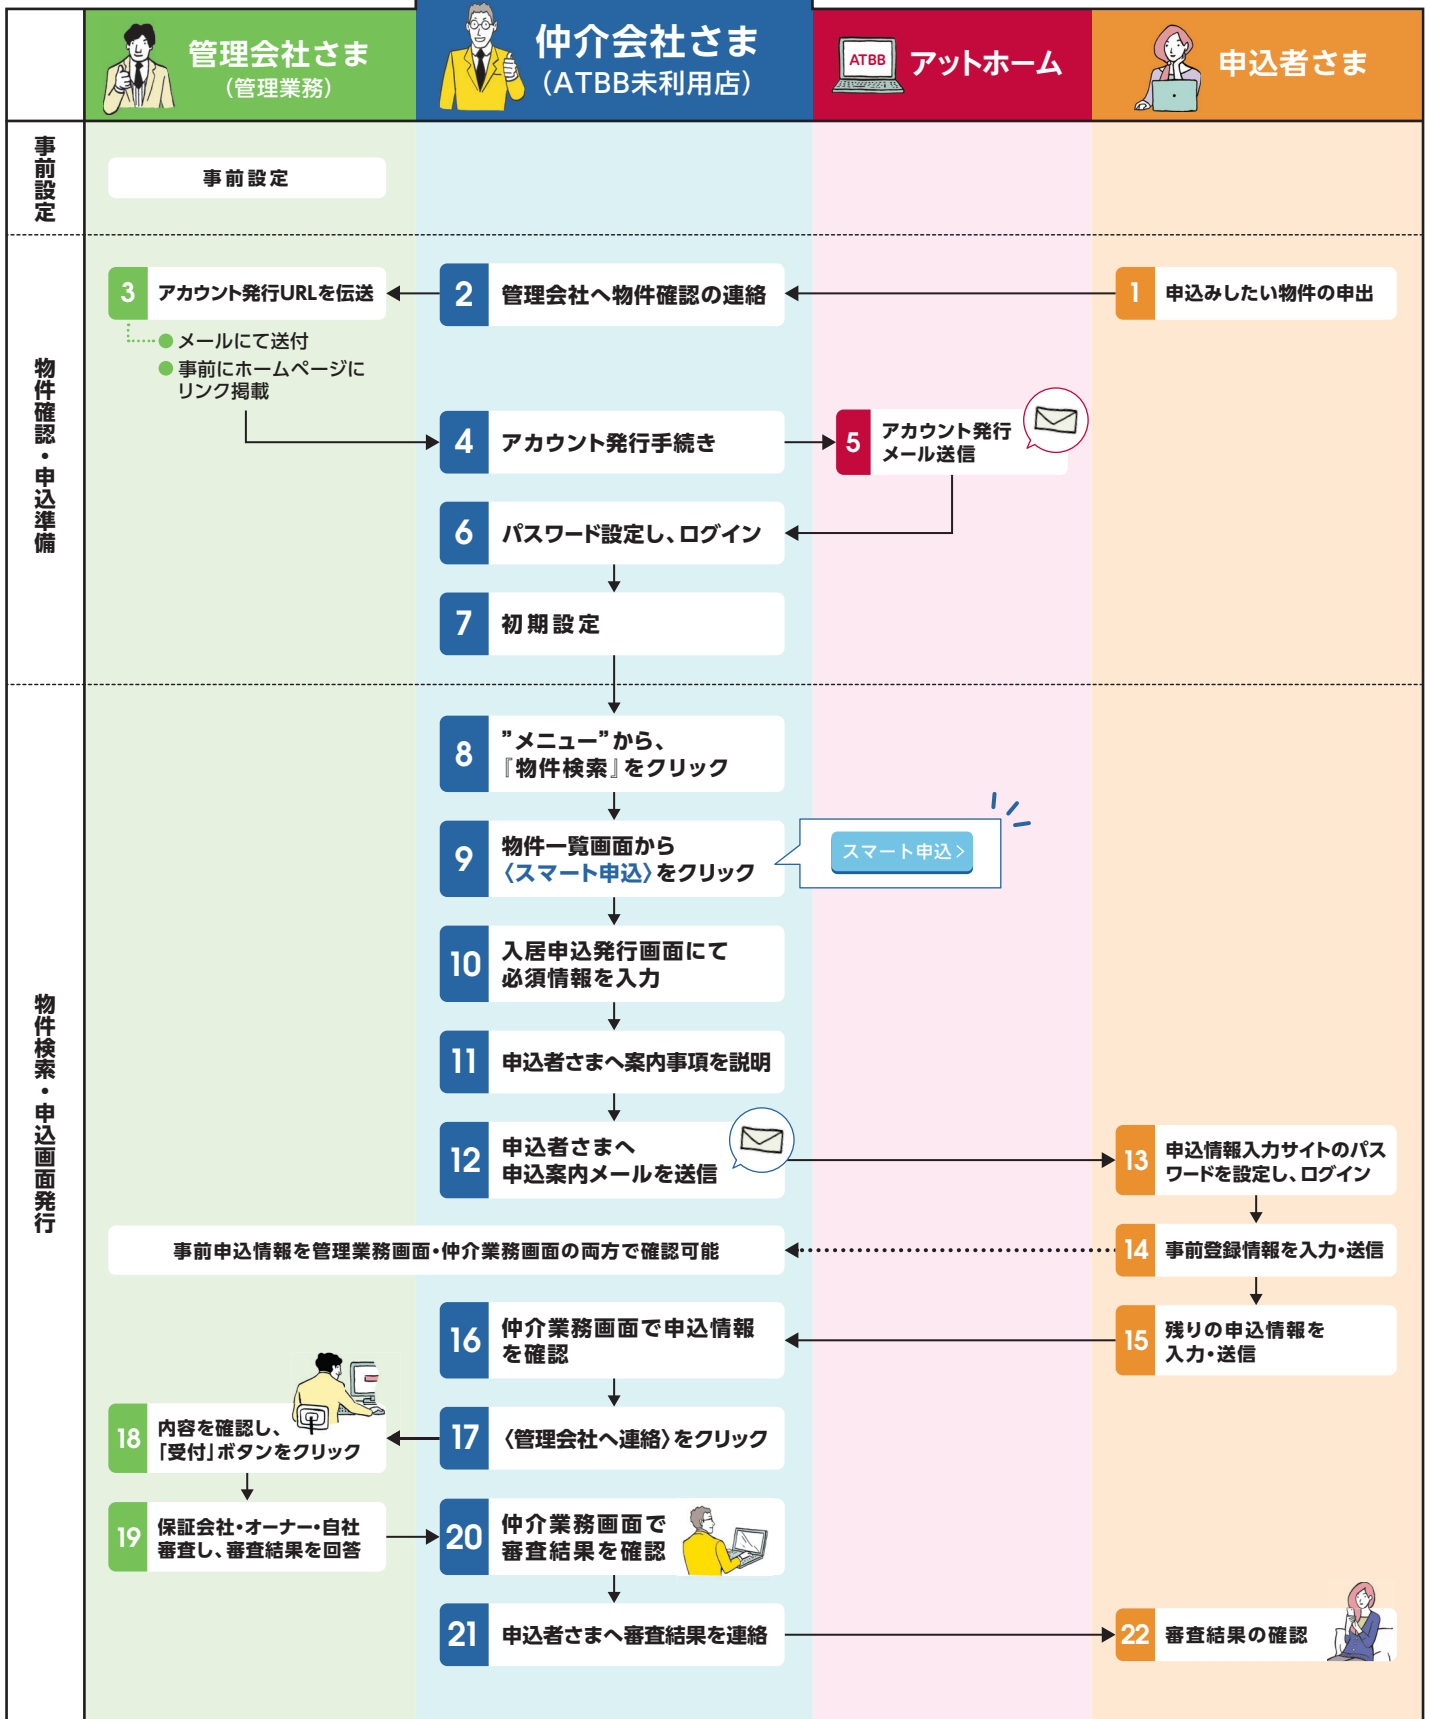 管理会社さま
（管理業務）
仲介会社さま
（ATBB未利用店）
ATBB
アットホーム
申込者さま
事前設定
事前設定
物件確認・申込準備
1 申込みしたい物件の申出
2 管理会社へ物件確認の連絡
3 アカウント発行URLを伝送
●メールにて送付
●事前にホームページに
リンク掲載
4 アカウント発行手続き
5 アカウント発行
メール送信
6 パスワード設定し、ログイン
7 初期設定
物件検索・申込画面発行
8 ”メニュー”から、
『物件検索』をクリック
9 物件一覧画面から
〈スマート申込〉をクリック
スマート申込 >
10 入居申込発行画面にて
必須情報を入力
11 申込者さまへ案内事項を説明
12 申込者さまへ
申込案内メールを送信
13 申込情報入力サイトのパス
ワードを設定し、ログイン
14 事前登録情報を入力・送信
事前申込情報を管理業務画面・仲介業務画面の両方で確認可能
15 残りの申込情報を
入力・送信
16 仲介業務画面で申込情報
を確認
17 〈管理会社へ連絡〉をクリック
18 内容を確認し、
「受付」ボタンをクリック
19 保証会社・オーナー・自社
審査し、審査結果を回答
20 仲介業務画面で
審査結果を確認
21 申込者さまへ審査結果を連絡
22 審査結果の確認